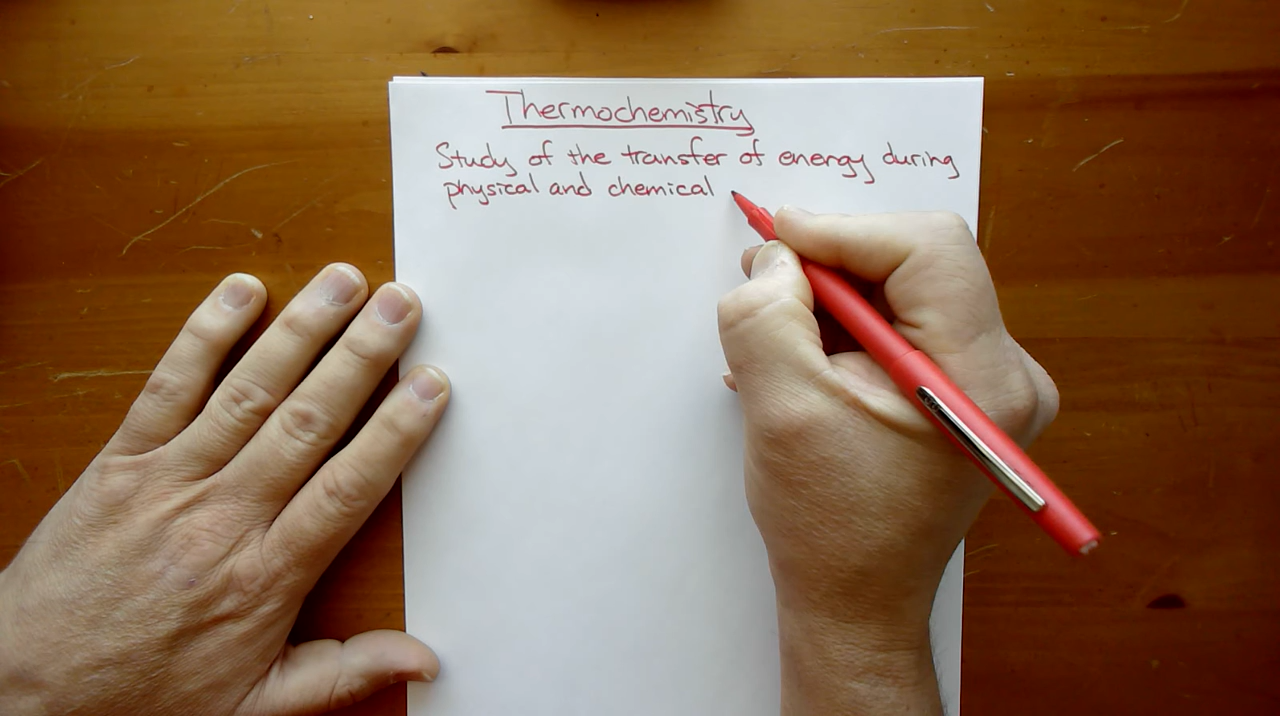 Thermochemistry
Study of the transfer of energy during
physical and chemical